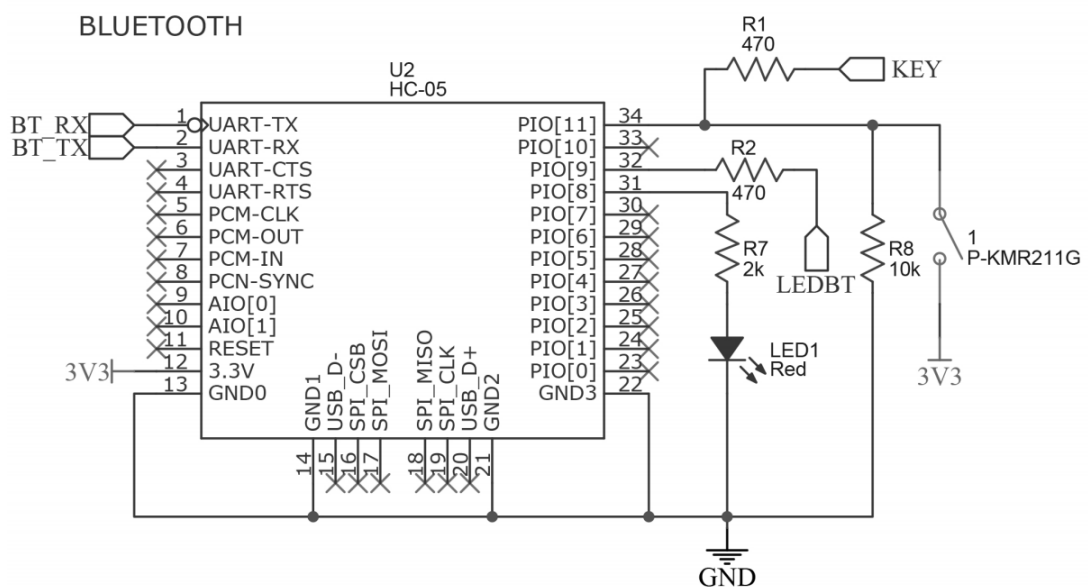 BLUETOOTH
U2
HC-05
R1
470
KEY
BT_RX
BT_TX
1
2
3
4
5
6
7
8
9
10
11
12
13
UART-TX
UART-RX
UART-CTS
UART-RTS
PCM-CLK
PCM-OUT
PCM-IN
PCN-SYNC
AIO[0]
AIO[1]
RESET
3.3V
GND0
3V3
GND1
USB_D-
SPI_CSB
SPI_MOSI
SPI_MISO
SPI_CLK
USB_D+
GND2
14
15
16
17
18
19
20
21
PIO[11]
PIO[10]
PIO[9]
PIO[8]
PIO[7]
PIO[6]
PIO[5]
PIO[4]
PIO[3]
PIO[2]
PIO[1]
PIO[0]
GND3
34
33
32
31
30
29
28
27
26
25
24
23
22
R2
470
R7
2k
LEDBT
R8
10k
1
P-KMR211G
LED1
Red
3V3
GND